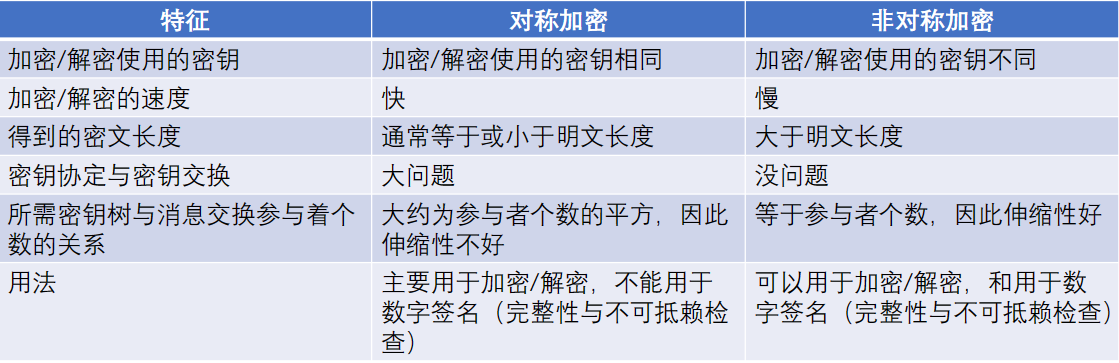 特征
对称加密
非对称加密
加密/解密使用的密钥
加密/解密使用的密钥相同
加密/解密使用的密钥不同
加密/解密的速度
快
慢
得到的密文长度
通常等于或小于明文长度
大于明文长度
密钥协定与密钥交换
大问题
没问题
所需密钥树与消息交换参与着个
数的关系
大约为参与者个数的平方，因此
伸缩性不好
等于参与者个数，因此伸缩性好
用法
主要用于加密/解密，不能用于
数字签名（完整性与不可抵赖检
查）
可以用于加密/解密，和用于数
字签名（完整性与不可抵赖检查）